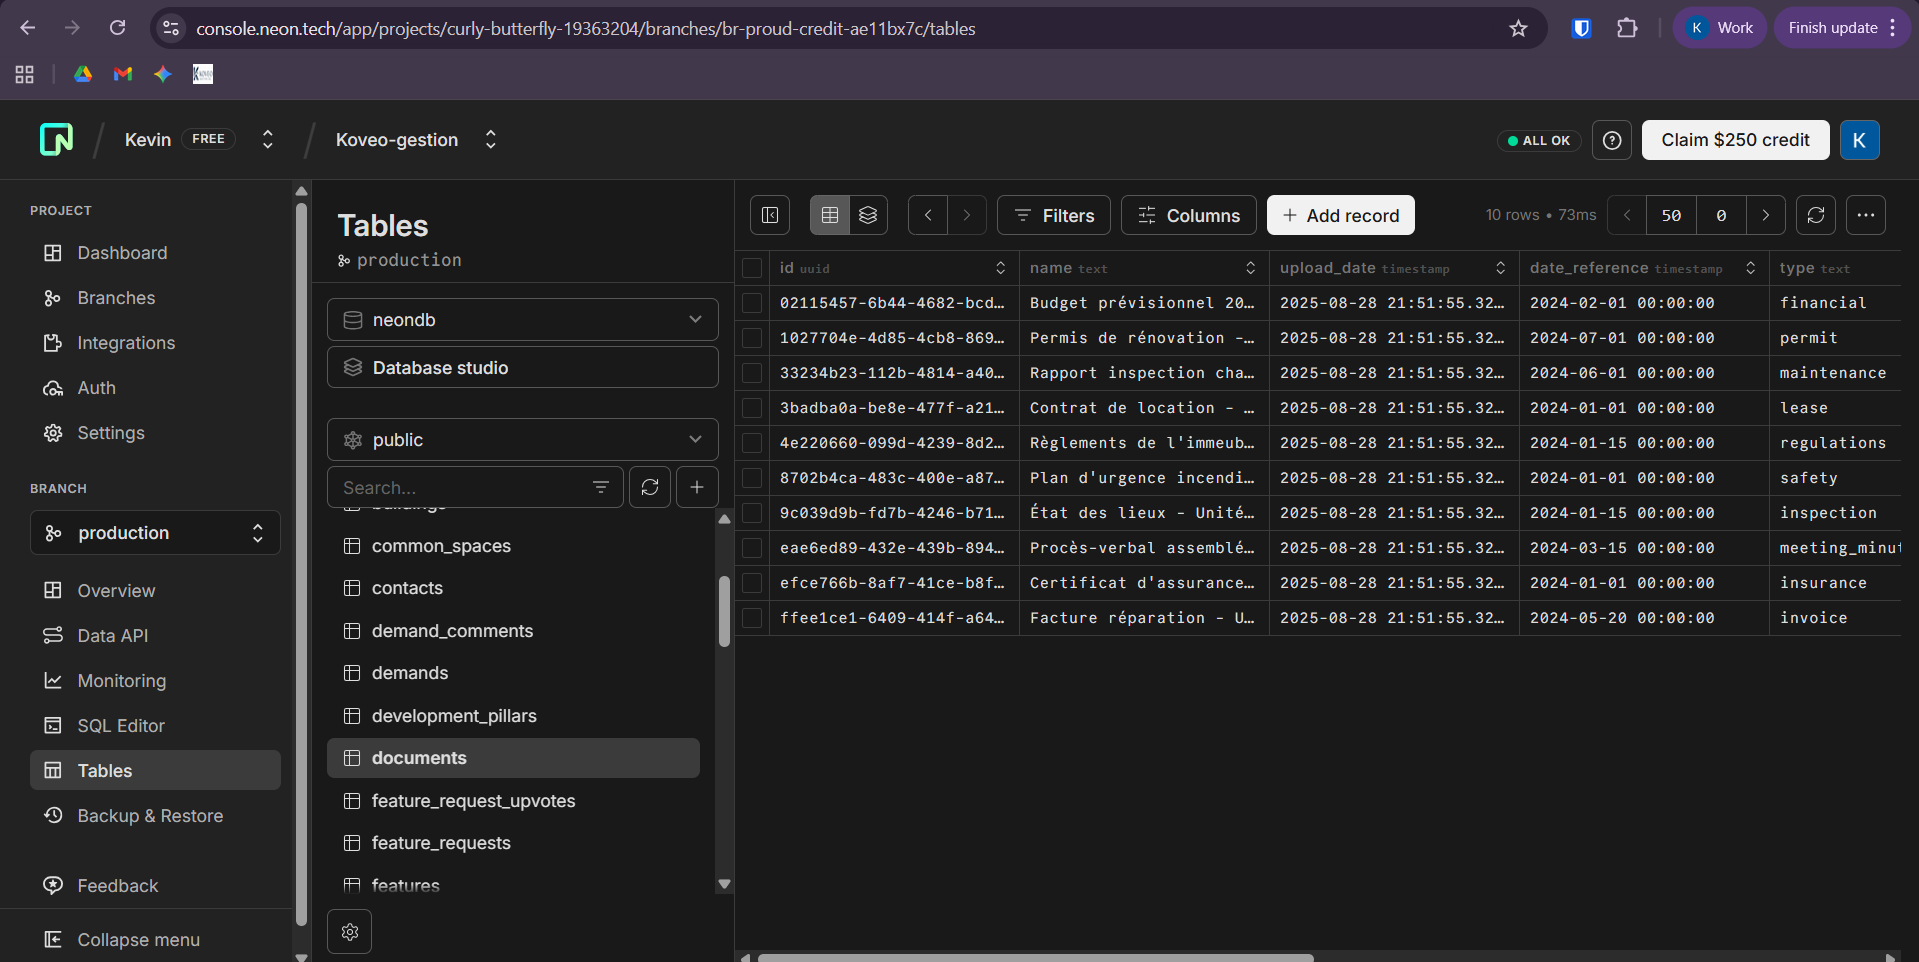 console.neon.tech/app/projects/curly-butterfly-19363204/branches/br-proud-credit-ae11bx7c/tables
K Work
Finish update
Kevin FREE
Koveo-gestion
ALL OK
Claim $250 credit
K
PROJECT
Dashboard
Branches
Integrations
Auth
Settings
BRANCH
production
Overview
Data API
Monitoring
SQL Editor
Tables
Backup & Restore
Feedback
Collapse menu
Tables
production
neondb
Database studio
public
Search...
buildings
common_spaces
contacts
demand_comments
demands
development_pillars
documents
feature_request_upvotes
feature_requests
features
Filters
Columns
+ Add record
10 rows • 73ms
50
0
id uuid name text upload_date timestamp date_reference timestamp type text
02115457-6b44-4682-bcd… Budget prévisionnel 20… 2025-08-28 21:51:55.32… 2024-02-01 00:00:00 financial
1027704e-4d85-4cb8-869… Permis de rénovation -… 2025-08-28 21:51:55.32… 2024-07-01 00:00:00 permit
33234b23-112b-4814-a40… Rapport inspection cha… 2025-08-28 21:51:55.32… 2024-06-01 00:00:00 maintenance
3badba0a-be8e-477f-a21… Contrat de location - … 2025-08-28 21:51:55.32… 2024-01-01 00:00:00 lease
4e220660-099d-4239-8d2… Règlements de l'immeub… 2025-08-28 21:51:55.32… 2024-01-15 00:00:00 regulations
8702b4ca-483c-400e-a87… Plan d'urgence incendi… 2025-08-28 21:51:55.32… 2024-01-01 00:00:00 safety
9c039d9b-fd7b-4246-b71… État des lieux - Unité… 2025-08-28 21:51:55.32… 2024-01-15 00:00:00 inspection
eae6ed89-432e-439b-894… Procès-verbal assemblé… 2025-08-28 21:51:55.32… 2024-03-15 00:00:00 meeting_minut
efce766b-8af7-41ce-b8f… Certificat d'assurance… 2025-08-28 21:51:55.32… 2024-01-01 00:00:00 insurance
ffee1ce1-6409-414f-a64… Facture réparation - U… 2025-08-28 21:51:55.32… 2024-05-20 00:00:00 invoice